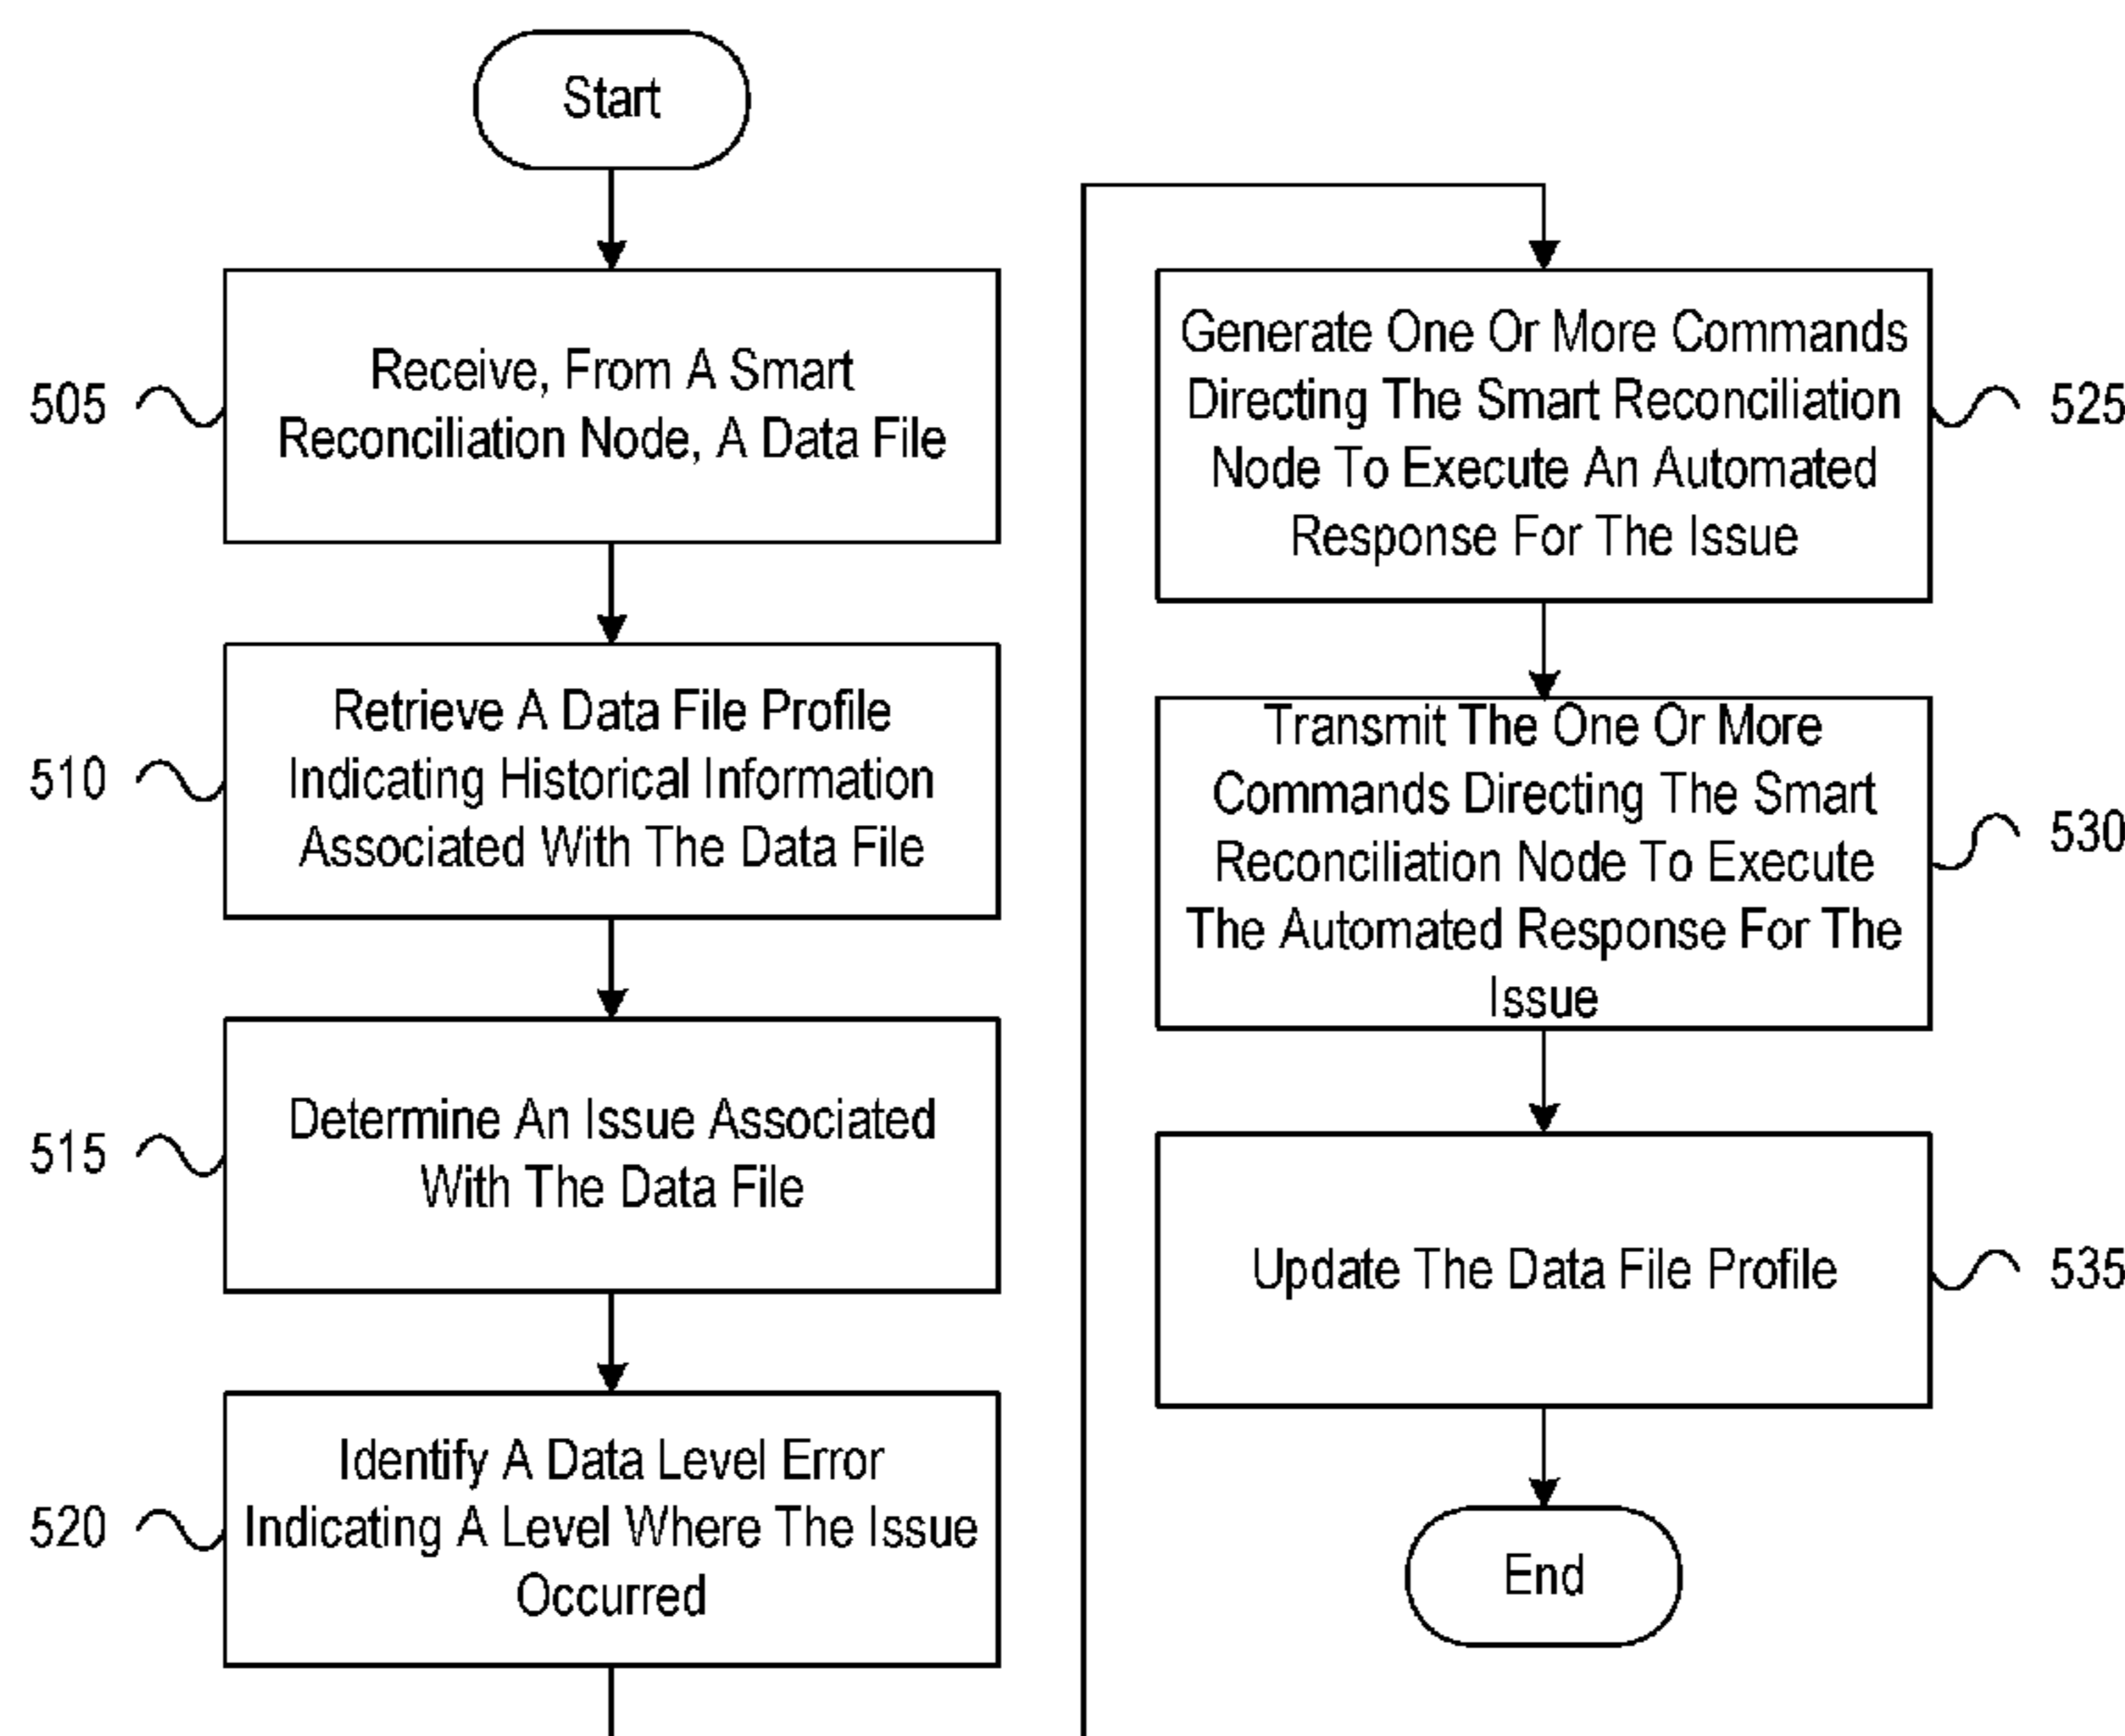 Start
505
Receive, From A Smart
Reconciliation Node, A Data File
510
Retrieve A Data File Profile
Indicating Historical Information
Associated With The Data File
515
Determine An Issue Associated
With The Data File
520
Identify A Data Level Error
Indicating A Level Where The Issue
Occurred
Generate One Or More Commands
Directing The Smart Reconciliation
Node To Execute An Automated
Response For The Issue
525
Transmit The One Or More
Commands Directing The Smart
Reconciliation Node To Execute
The Automated Response For The
Issue
530
Update The Data File Profile
535
End